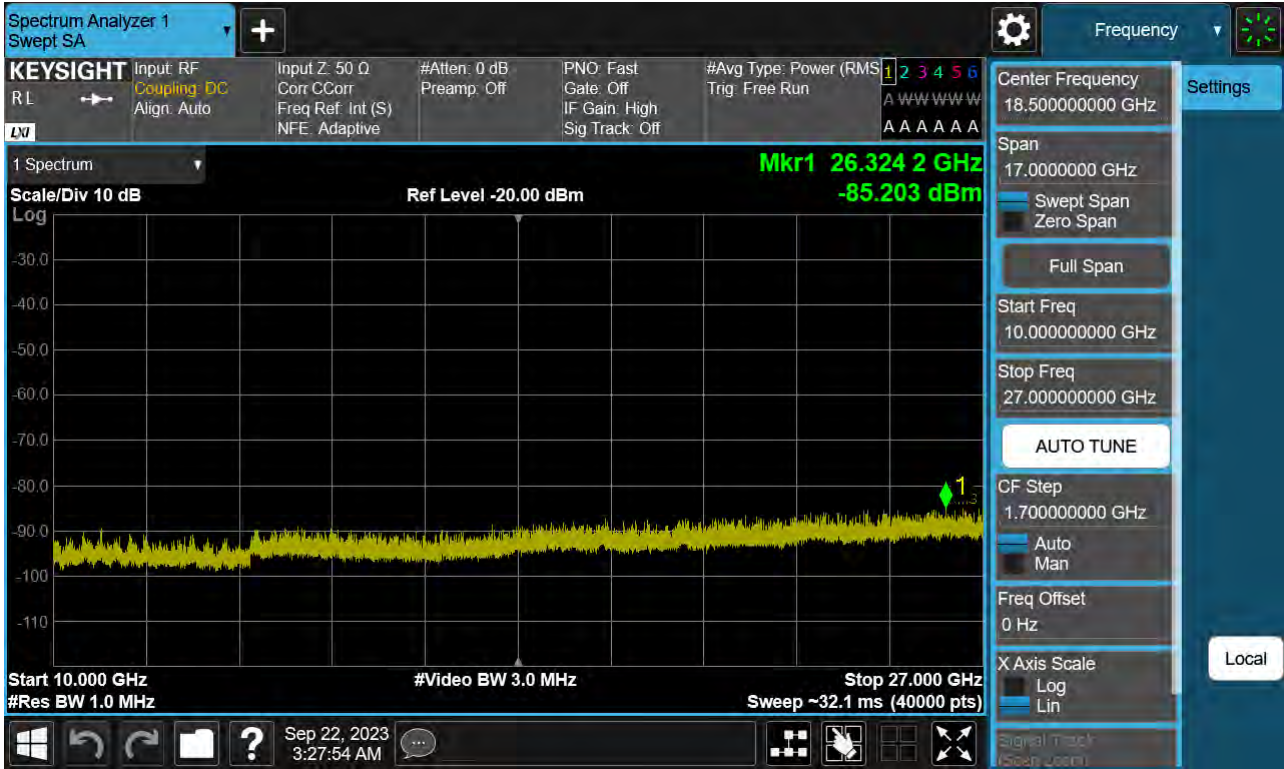 Spectrum Analyzer 1
Swept SA
+
Frequency
KEYSIGHT
RL
LXI
Input: RF
Coupling: DC
Align: Auto
Input Z: 50 Ω
Corr CCorr
Freq Ref: Int (S)
NFE: Adaptive
#Atten: 0 dB
Preamp: Off
PNO: Fast
Gate: Off
IF Gain: High
Sig Track: Off
#Avg Type: Power (RMS
Trig: Free Run
1 2 3 4 5 6
A W W W W W
A A A A A A
1 Spectrum
Scale/Div 10 dB
Log
Ref Level -20.00 dBm
Mkr1 26.324 2 GHz
-85.203 dBm
-30.0
-40.0
-50.0
-60.0
-70.0
-80.0
-90.0
-100
-110
1
Start 10.000 GHz
#Video BW 3.0 MHz
Stop 27.000 GHz
#Res BW 1.0 MHz
Sweep ~32.1 ms (40000 pts)
?
Sep 22, 2023
3:27:54 AM
Center Frequency
18.500000000 GHz
Span
17.0000000 GHz
Swept Span
Zero Span
Full Span
Start Freq
10.000000000 GHz
Stop Freq
27.000000000 GHz
AUTO TUNE
CF Step
1.700000000 GHz
Auto
Man
Freq Offset
0 Hz
X Axis Scale
Log
Lin
Signal Track
(Span Zoom)
Settings
Local